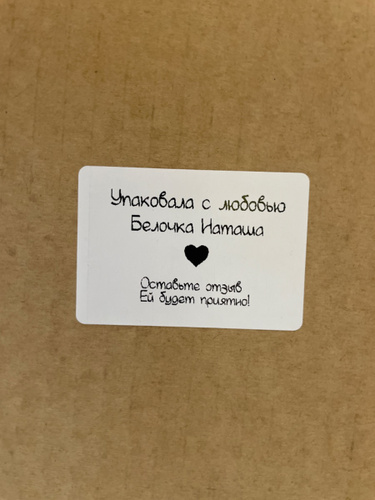 Упаковала с любовью
Белочка Наташа
Оставьте отзыв
Ей будет приятно!